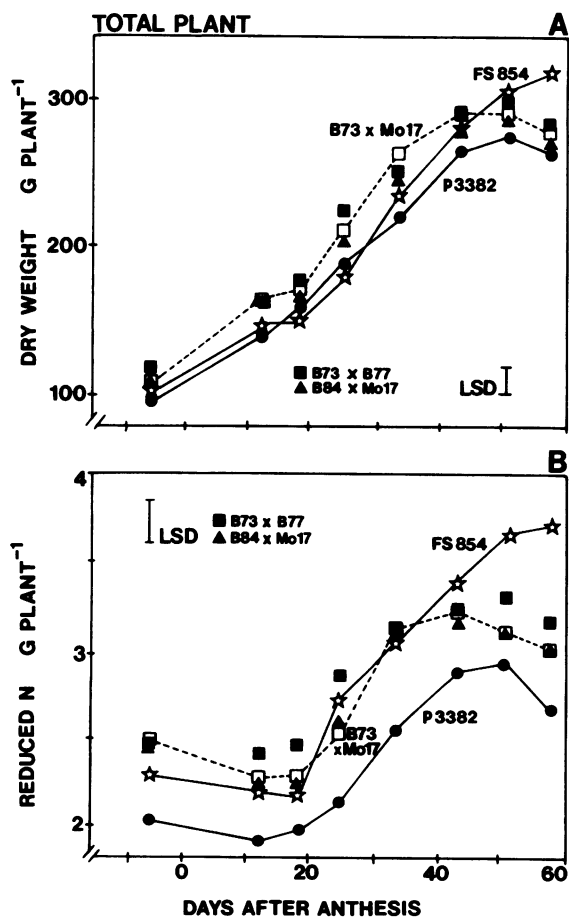 TOTAL PLANT
A
DRY WEIGHT G PLANT-1
300
200
100
FS 854
B73 x Mo17
P3382
B73 x B77
B84 x Mo17
LSD
B
REDUCED N G PLANT-1
4
3
2
LSD
B73 x B77
B84 x Mo17
FS 854
P3382
B73
x Mo17
0
20
40
60
DAYS AFTER ANTHESIS